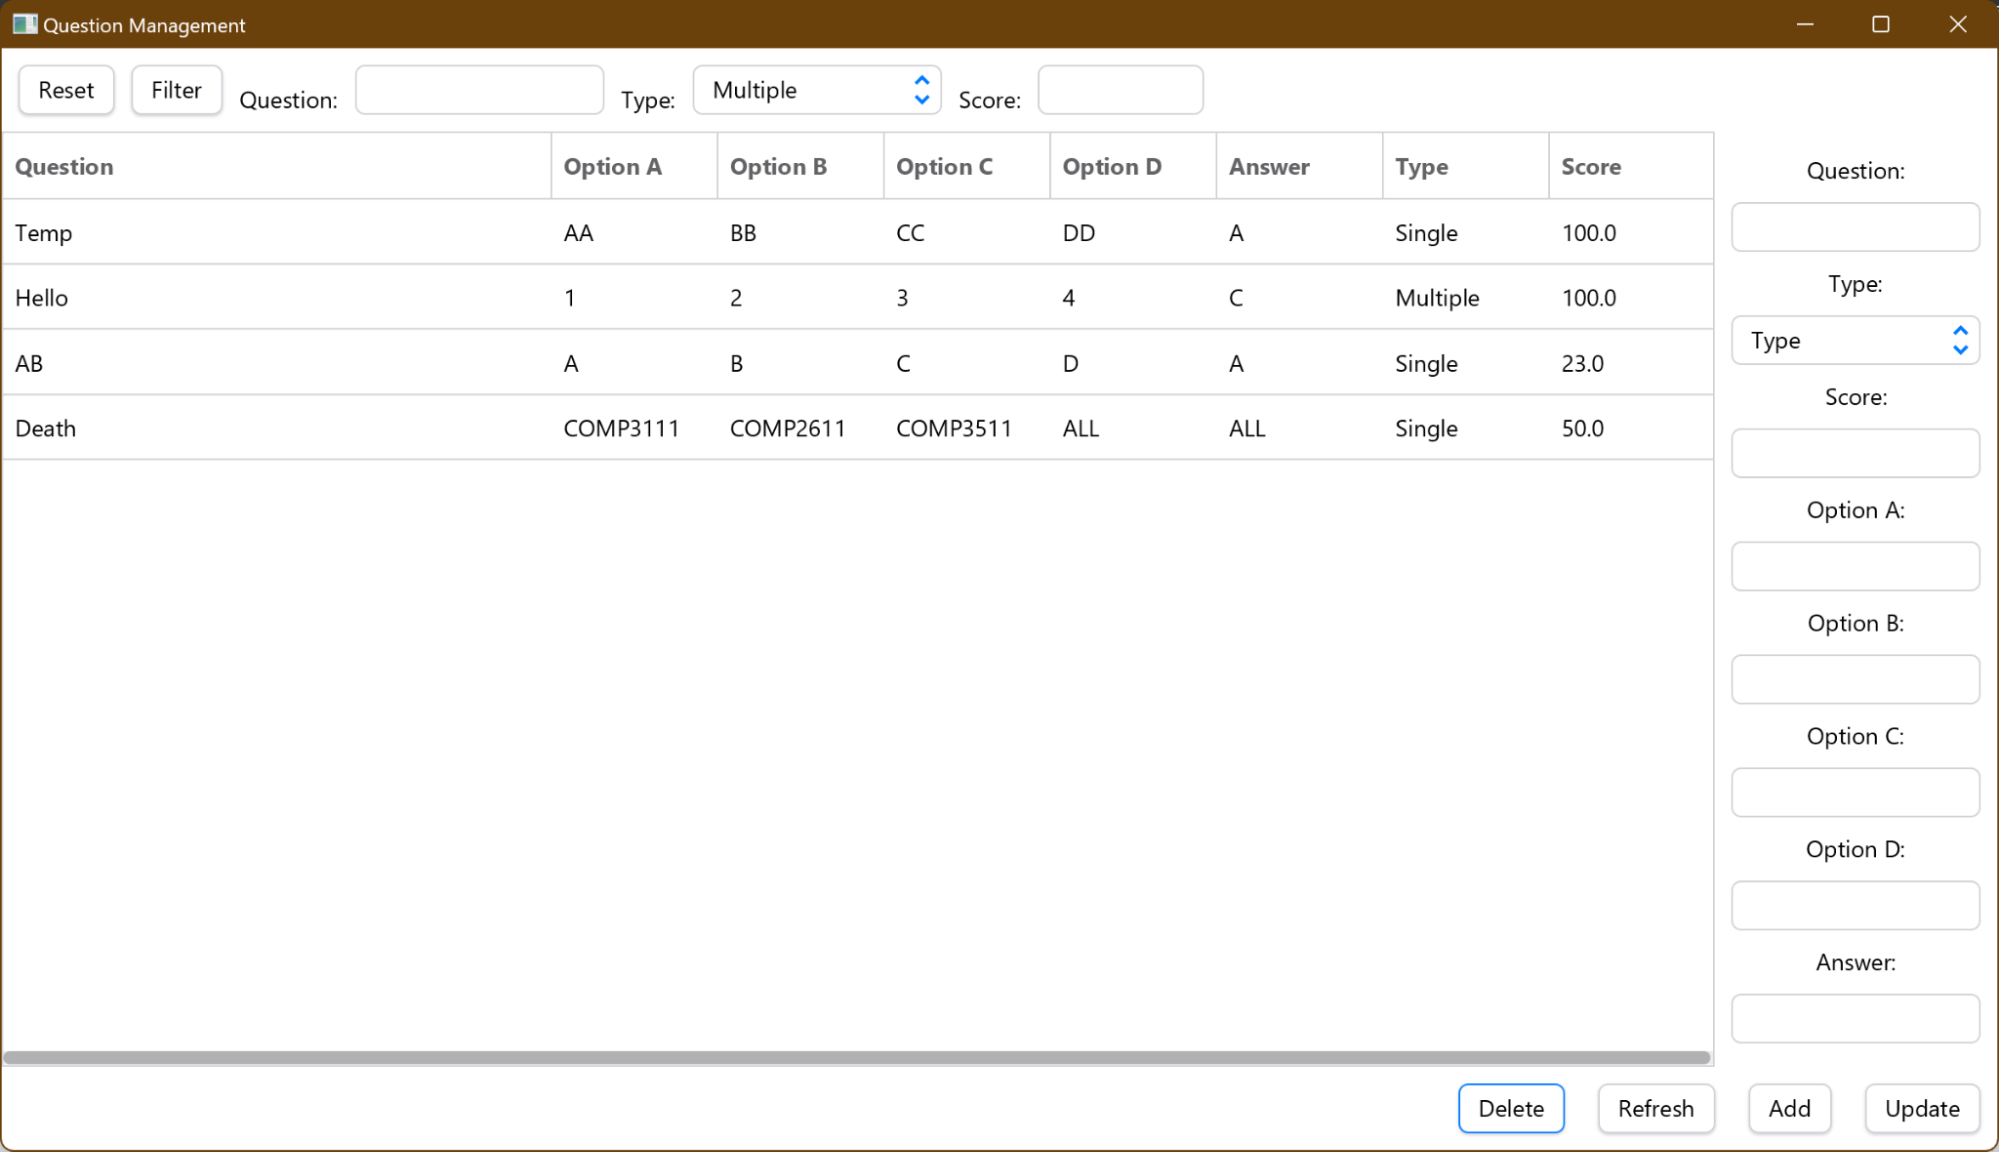 Question Management
Reset Filter Question: Type: Multiple Score:
Question Option A Option B Option C Option D Answer Type Score
Temp AA BB CC DD A Single 100.0
Hello 1 2 3 4 C Multiple 100.0
AB A B C D A Single 23.0
Death COMP3111 COMP2611 COMP3511 ALL ALL Single 50.0
Question:
Type:
Type
Score:
Option A:
Option B:
Option C:
Option D:
Answer:
Delete Refresh Add Update